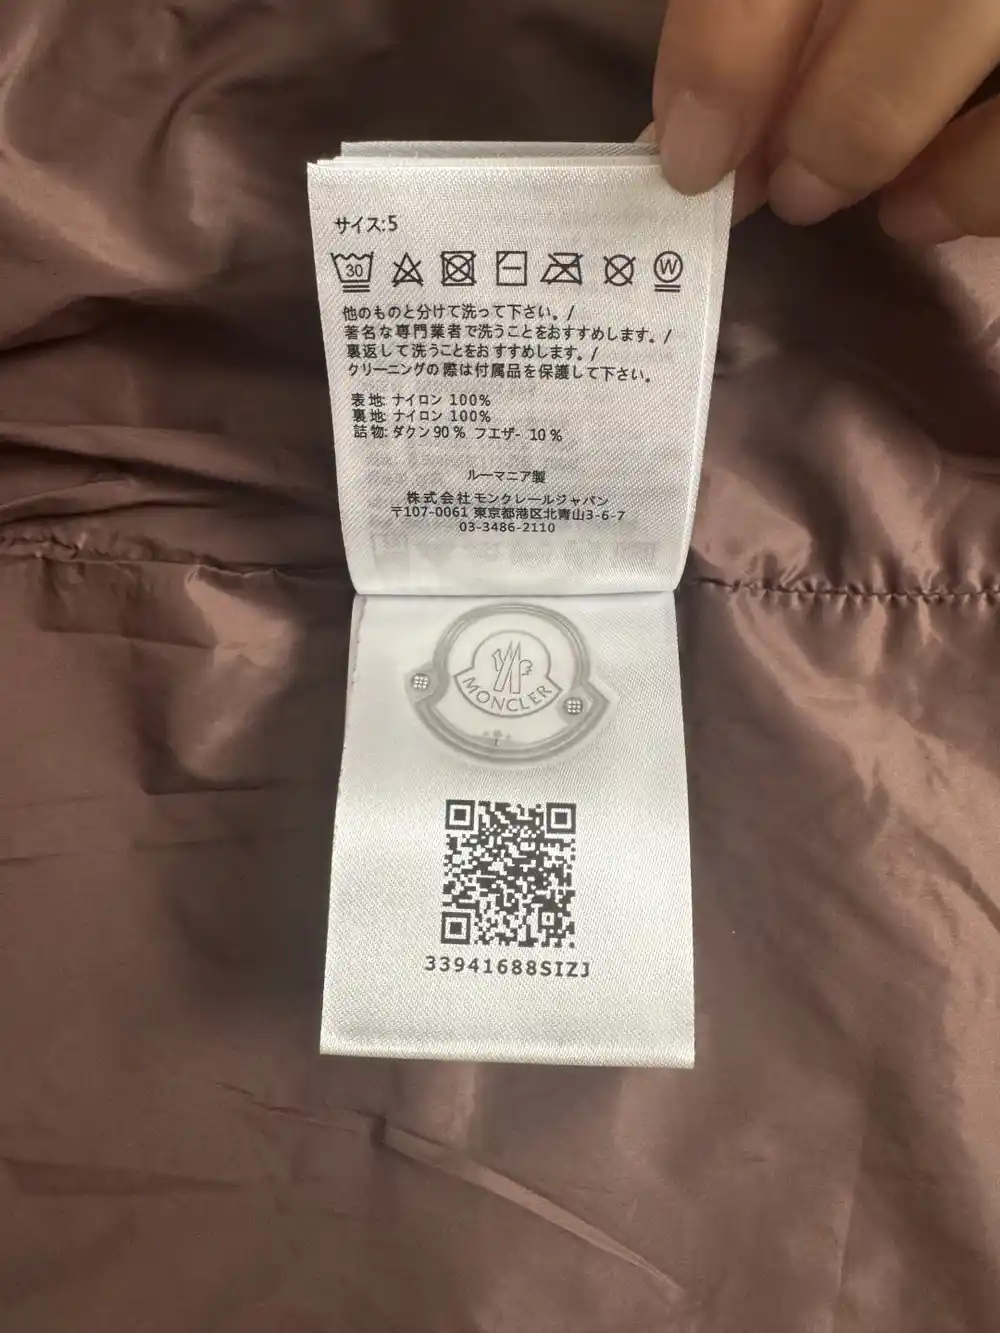 サイズ:5
30
W
他のものと分けて洗って下さい。/
著名な専門業者で洗うことをおすすめします。/
裏返して洗うことをおすすめします。/
クリーニングの際は付属品を保護して下さい。
表地: ナイロン 100%
裏地: ナイロン 100%
詰物: ダウン 90% フエザ- 10%
ルーマニア製
株式会社モンクレールジャパン
〒107-0061 東京都港区北青山3-6-7
03-3486-2110
MONCLER
33941688SIZJ